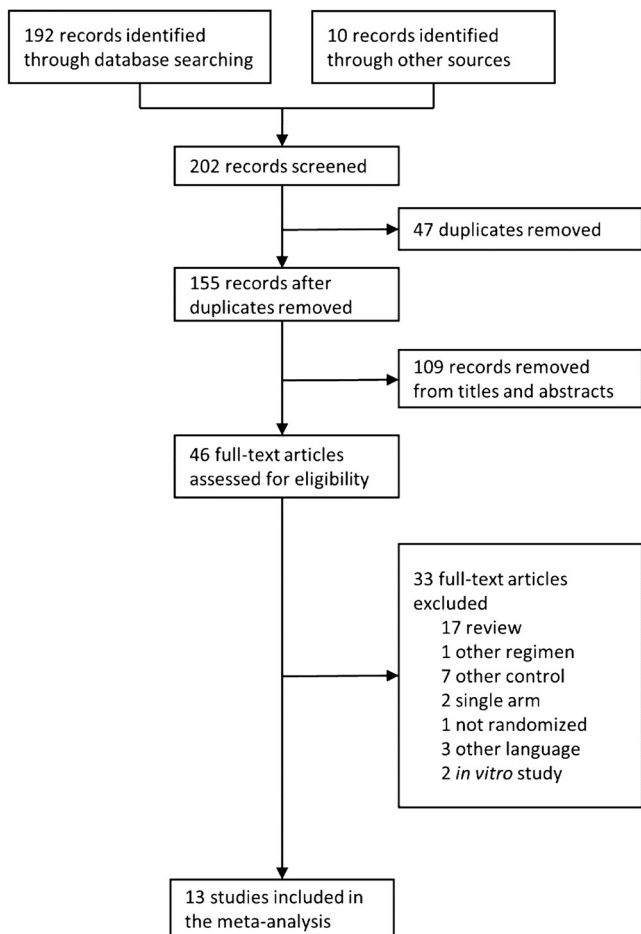 192 records identified
through database searching
10 records identified
through other sources
202 records screened
47 duplicates removed
155 records after
duplicates removed
109 records removed
from titles and abstracts
46 full-text articles
assessed for eligibility
33 full-text articles
excluded
17 review
1 other regimen
7 other control
2 single arm
1 not randomized
3 other language
2 in vitro study
13 studies included in
the meta-analysis